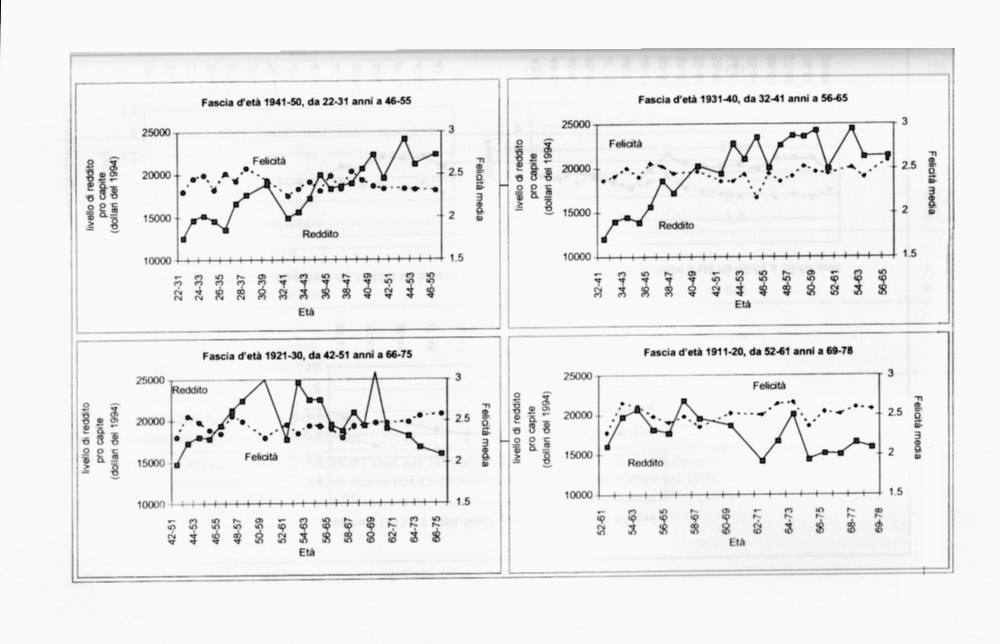 Fascia d'età 1941-50, da 22-31 anni a 46-55
livello di reddito
pro capite
(dollari del 1994)
25000
20000
15000
10000
Felicità
Reddito
3
2.5
2
1.5
Felicità media
22-31
24-33
26-35
28-37
30-39
32-41
34-43
36-45
38-47
40-49
42-51
44-53
46-55
Età
Fascia d'età 1931-40, da 32-41 anni a 56-65
livello di reddito
pro capite
(dollari del 1994)
25000
20000
15000
10000
Felicità
Reddito
3
2.5
2
1.5
Felicità media
32-41
34-43
36-45
38-47
40-49
42-51
44-53
46-55
48-57
50-59
52-61
54-63
56-65
Età
Fascia d'età 1921-30, da 42-51 anni a 66-75
livello di reddito
pro capite
(dollari del 1994)
25000
20000
15000
10000
Reddito
Felicità
3
2.5
2
1.5
Felicità media
42-51
44-53
46-55
48-57
50-59
52-61
54-63
56-65
58-67
60-69
62-71
64-73
66-75
Età
Fascia d'età 1911-20, da 52-61 anni a 69-78
livello di reddito
pro capite
(dollari del 1994)
25000
20000
15000
10000
Felicità
Reddito
3
2.5
2
1.5
Felicità media
52-61
54-63
56-65
58-67
60-69
62-71
64-73
66-75
68-77
69-78
Età